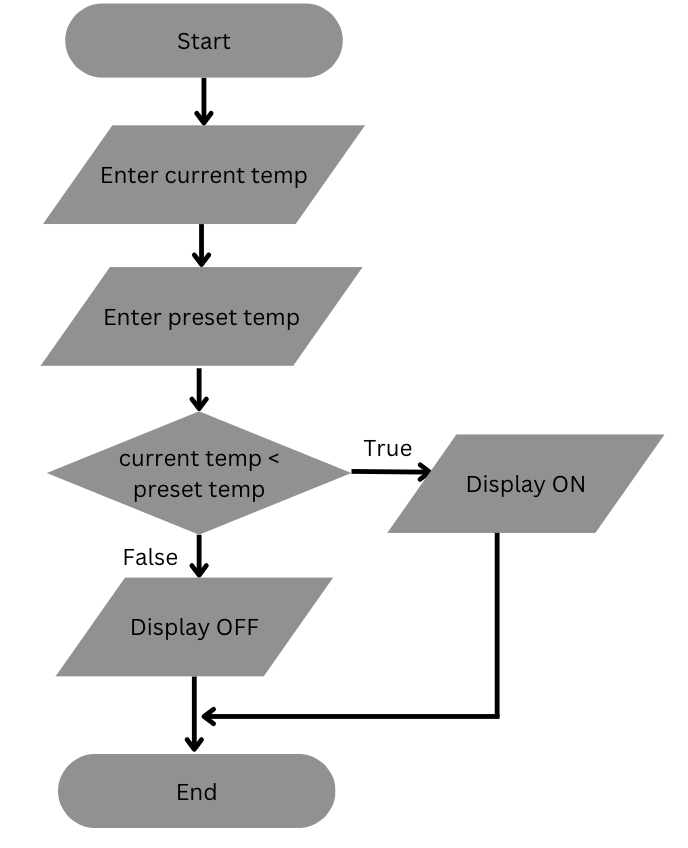 Start
Enter current temp
Enter preset temp
current temp <
preset temp
True
Display ON
False
Display OFF
End